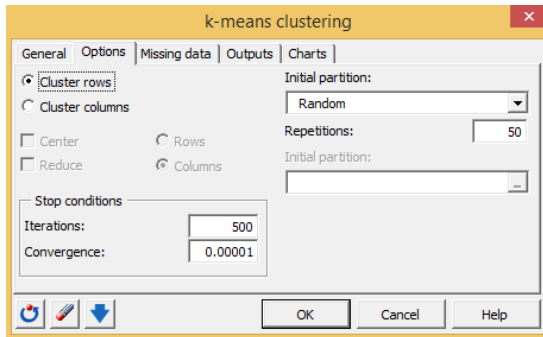 k-means clustering
General Options Missing data Outputs Charts
Cluster rows
Cluster columns
Center Rows
Reduce Columns
Stop conditions
Iterations: 500
Convergence: 0.00001
Initial partition:
Random
Repetitions: 50
Initial partition:
...
OK Cancel Help